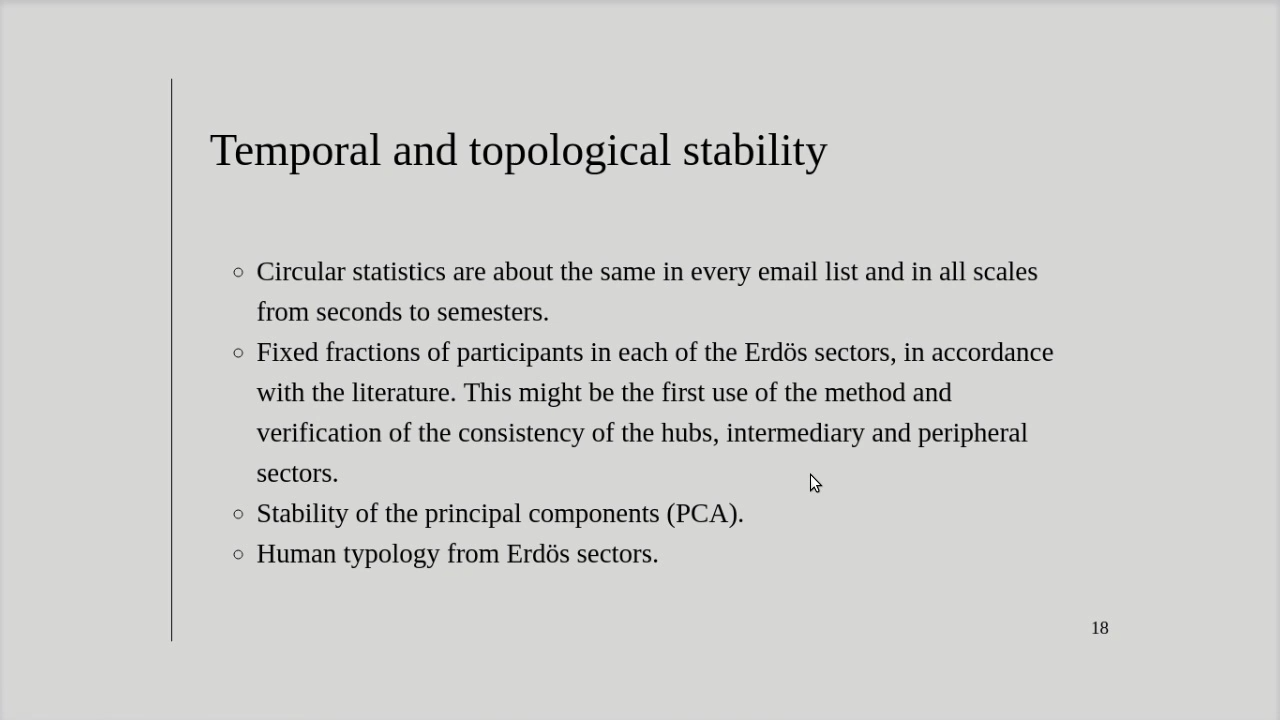 Temporal and topological stability
Circular statistics are about the same in every email list and in all scales
from seconds to semesters.
Fixed fractions of participants in each of the Erdös sectors, in accordance
with the literature. This might be the first use of the method and
verification of the consistency of the hubs, intermediary and peripheral
sectors.
Stability of the principal components (PCA).
Human typology from Erdös sectors.
18